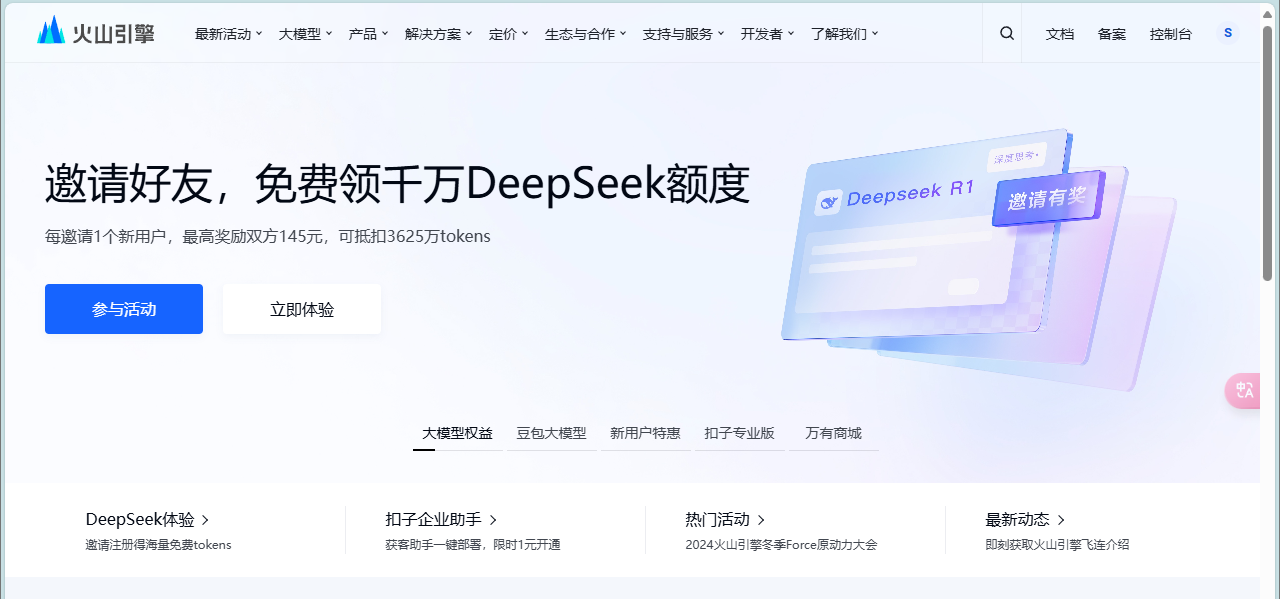 火山引擎 最新活动 大模型 产品 解决方案 定价 生态与合作 支持与服务 开发者 了解我们 文档 备案 控制台 S
邀请好友，免费领千万DeepSeek额度
每邀请1个新用户，最高奖励双方145元，可抵扣3625万tokens
参与活动 立即体验
深度思考
Deepseek R1
邀请有奖
中A
大模型权益 豆包大模型 新用户特惠 扣子专业版 万有商城
DeepSeek体验 扣子企业助手 热门活动 最新动态
邀请注册得海量免费tokens 获客助手一键部署，限时1元开通 2024火山引擎冬季Force原动力大会 即刻获取火山引擎飞连介绍